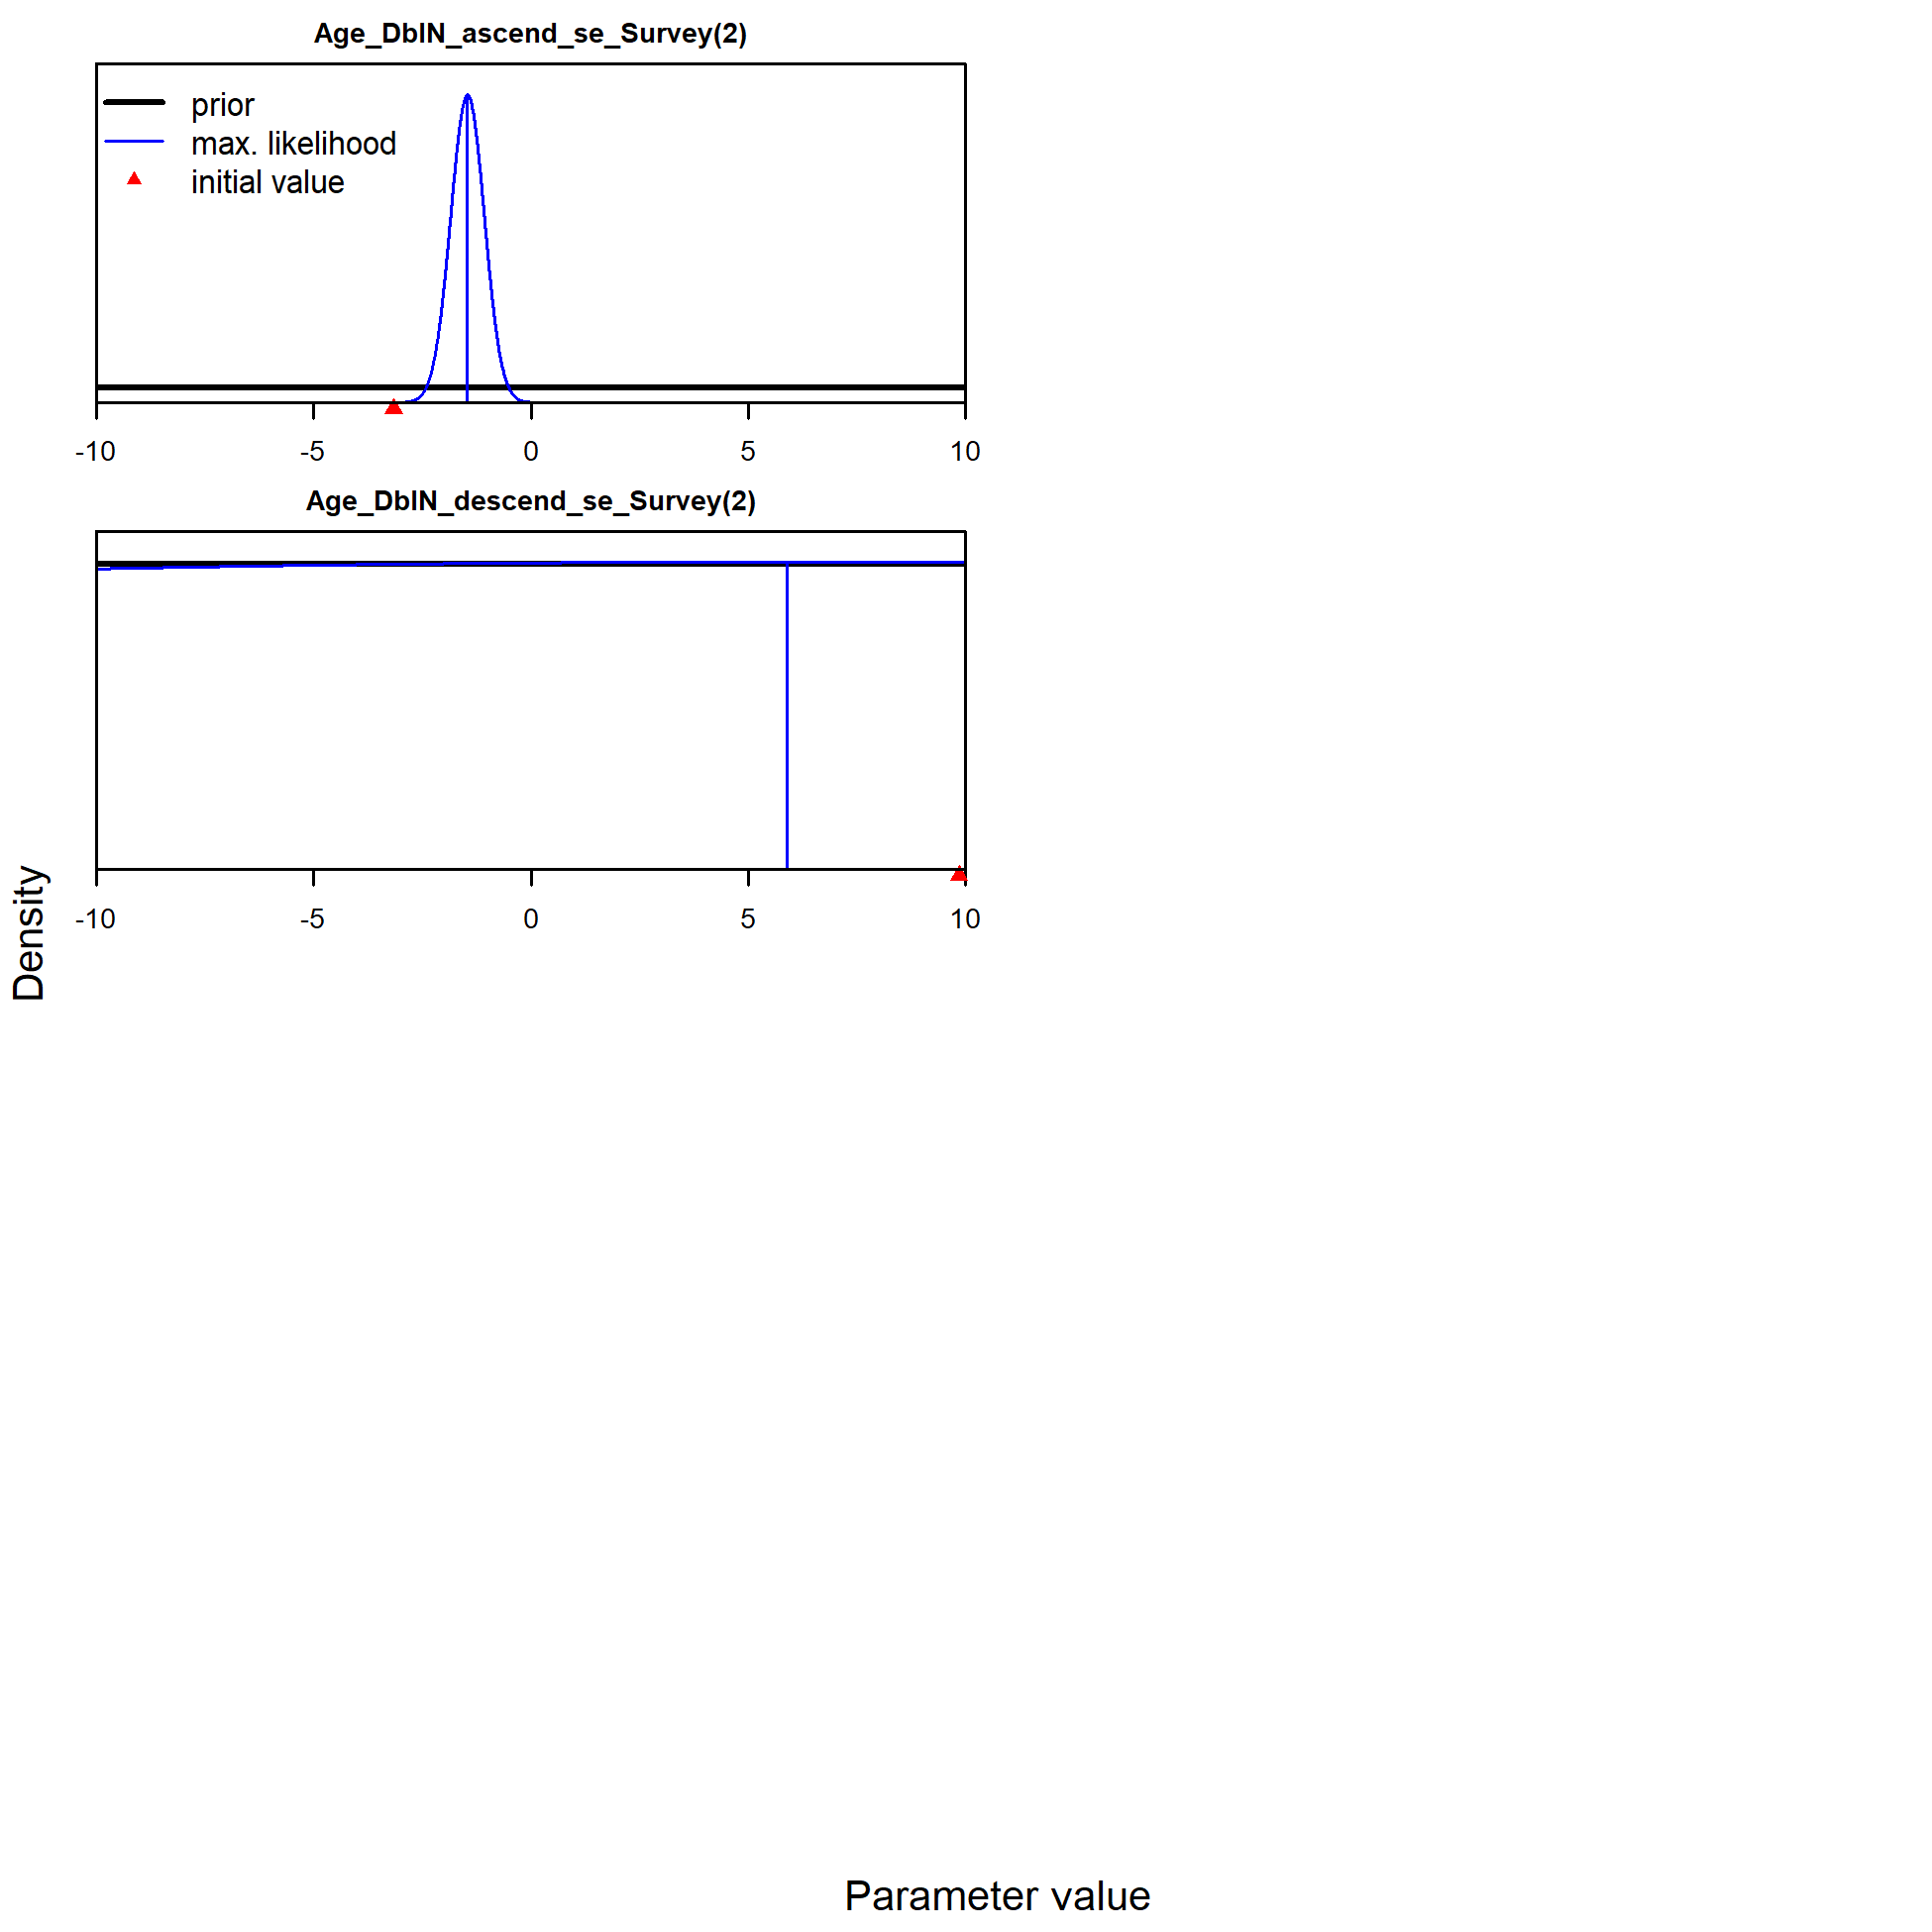 Age_DblN_ascend_se_Survey(2)
prior
max. likelihood
initial value
-10 -5 0 5 10
Age_DblN_descend_se_Survey(2)
-10 -5 0 5 10
Density
Parameter value